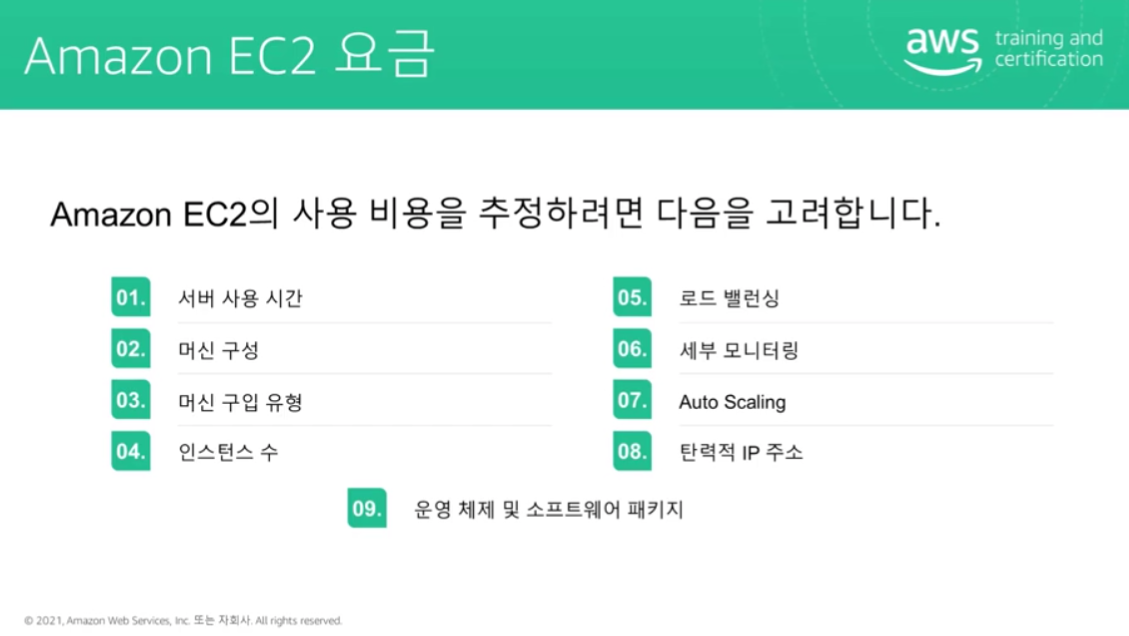 Amazon EC2 요금
aws training and
certification
Amazon EC2의 사용 비용을 추정하려면 다음을 고려합니다.
01. 서버 사용 시간
02. 머신 구성
03. 머신 구입 유형
04. 인스턴스 수
05. 로드 밸런싱
06. 세부 모니터링
07. Auto Scaling
08. 탄력적 IP 주소
09. 운영 체제 및 소프트웨어 패키지
© 2021, Amazon Web Services, Inc. 또는 자회사. All rights reserved.